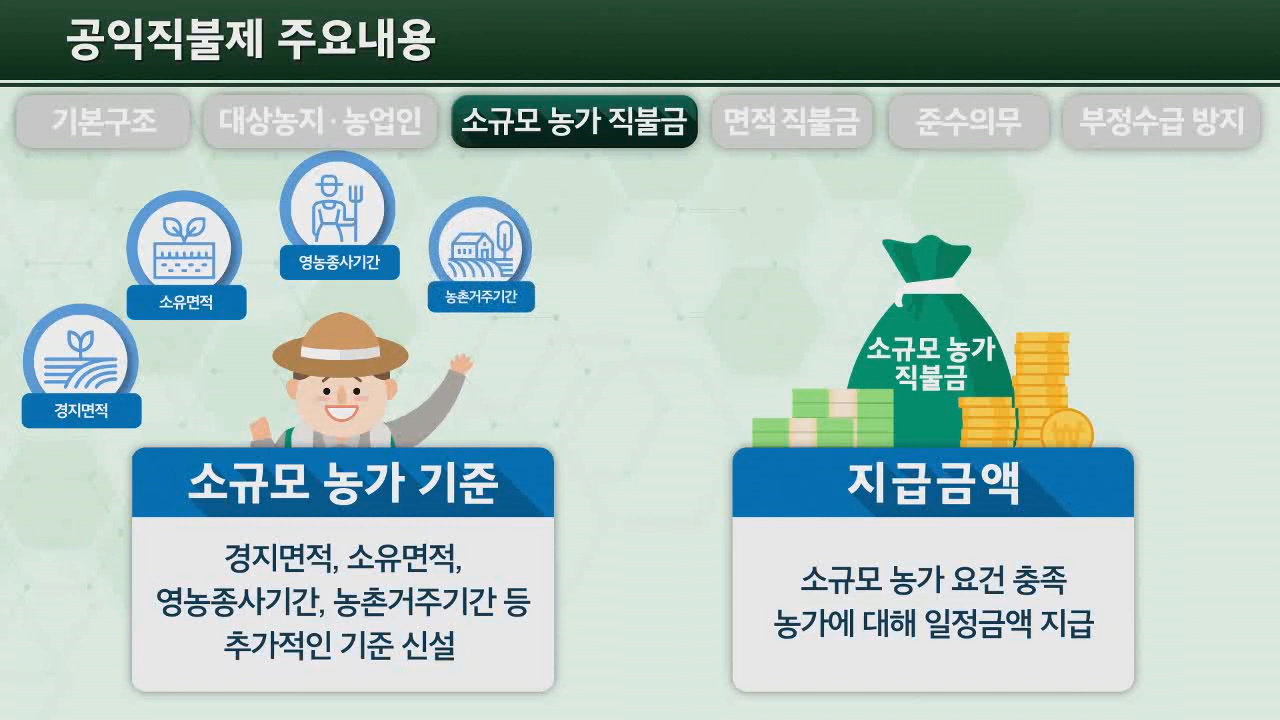 공익직불제 주요내용
기본구조
대상농지·농업인
소규모 농가 직불금
면적 직불금
준수의무
부정수급 방지
영농종사기간
소유면적
농촌거주기간
경지면적
소규모 농가
직불금
소규모 농가 기준
경지면적, 소유면적,
영농종사기간, 농촌거주기간 등
추가적인 기준 신설
지급금액
소규모 농가 요건 충족
농가에 대해 일정금액 지급